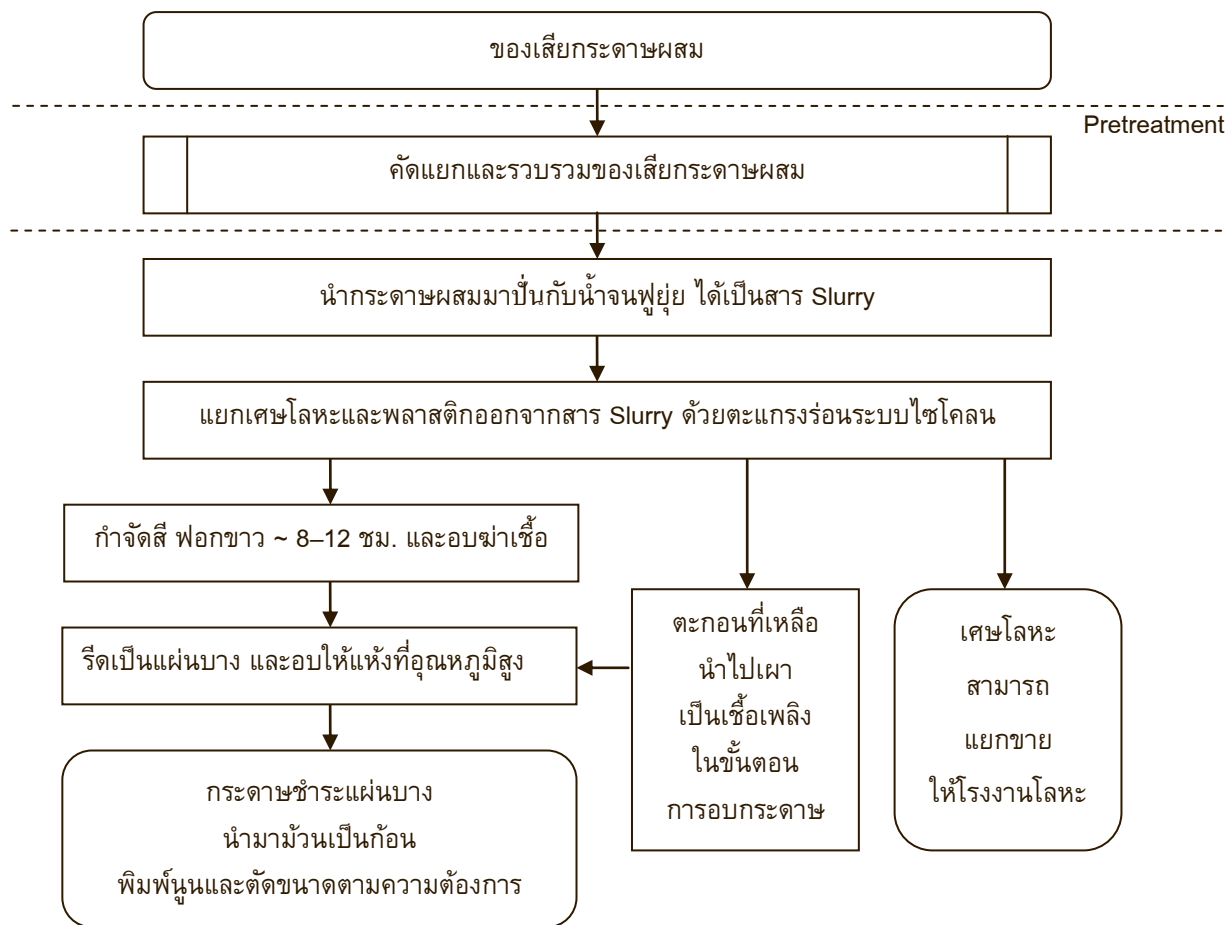 ของเสียกระดาษผสม
Pretreatment
คัดแยกและรวบรวมของเสียกระดาษผสม
นำกระดาษผสมมาปั่นกับน้ำจนฟูยุ่ย ได้เป็นสาร Slurry
แยกเศษโลหะและพลาสติกออกจากสาร Slurry ด้วยตะแกรงร่อนระบบไซโคลน
กำจัดสี ฟอกขาว ~ 8–12 ชม. และอบฆ่าเชื้อ
รีดเป็นแผ่นบาง และอบให้แห้งที่อุณหภูมิสูง
กระดาษชำระแผ่นบาง
นำมาม้วนเป็นก้อน
พิมพ์นูนและตัดขนาดตามความต้องการ
ตะกอนที่เหลือ
นำไปเผา
เป็นเชื้อเพลิง
ในขั้นตอน
การอบกระดาษ
เศษโลหะ
สามารถ
แยกขาย
ให้โรงงานโลหะ